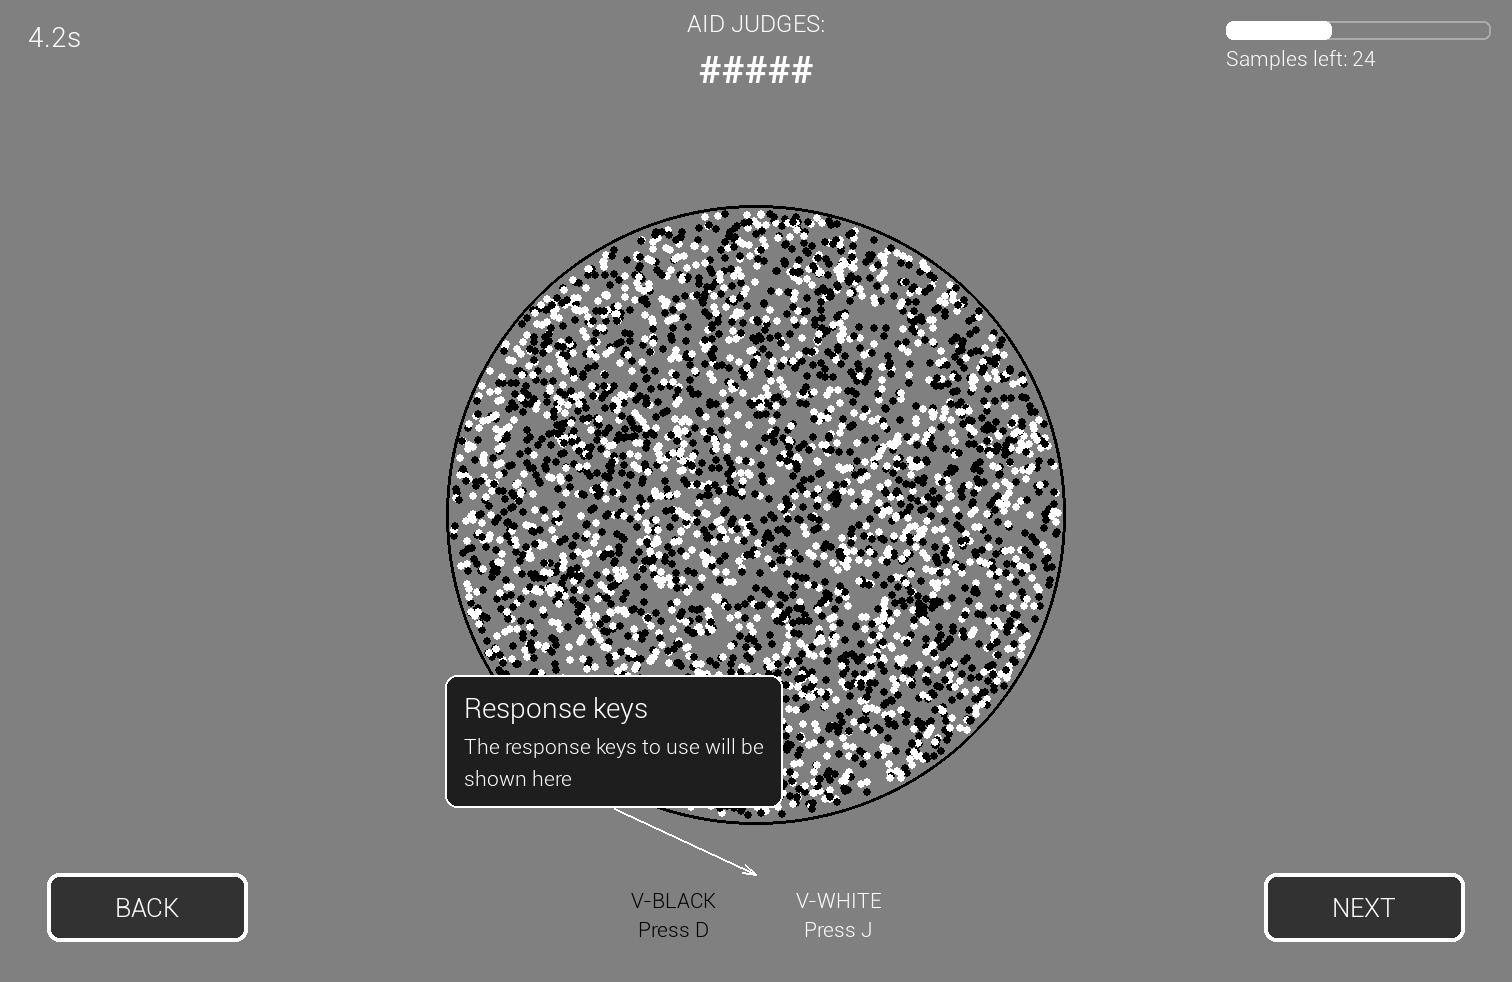 4.2s
AID JUDGES:
#####
Samples left: 24
Response keys
The response keys to use will be
shown here
V-BLACK
Press D
V-WHITE
Press J
BACK
NEXT